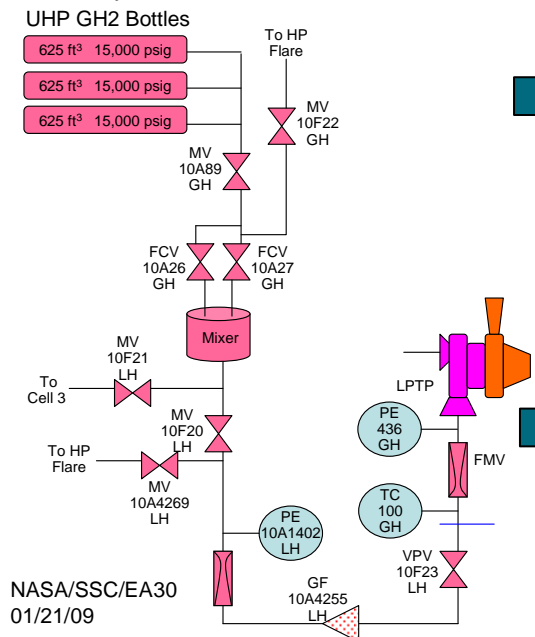 UHP GH2 Bottles
625 ft³ 15,000 psig
625 ft³ 15,000 psig
625 ft³ 15,000 psig
To HP
Flare
MV
10F22
GH
MV
10A89
GH
FCV
10A26
GH
FCV
10A27
GH
Mixer
MV
10F21
LH
To
Cell 3
MV
10F20
LH
To HP
Flare
MV
10A4269
LH
PE
10A1402
LH
LPTP
PE
436
GH
FMV
TC
100
GH
VPV
10F23
LH
GF
10A4255
LH
NASA/SSC/EA30
01/21/09